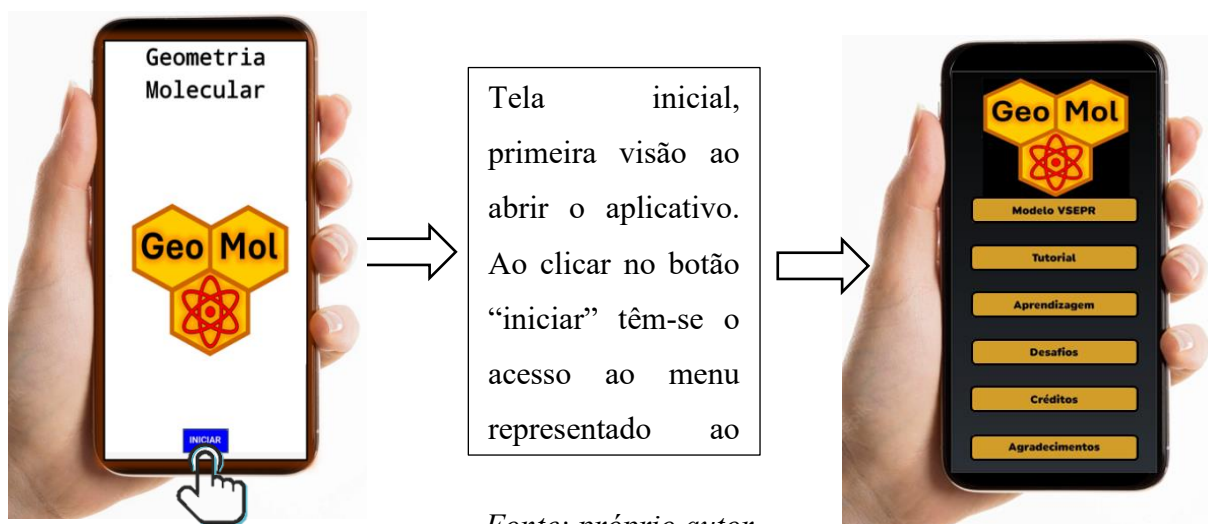 Geometria
Molecular
Geo Mol
INICIAR
Tela inicial,
primeira visão ao
abrir o aplicativo.
Ao clicar no botão
“iniciar” têm-se o
acesso ao menu
representado ao
Fonte: próprio autor
Geo Mol
Modelo VSEPR
Tutorial
Aprendizagem
Desafios
Créditos
Agradecimentos